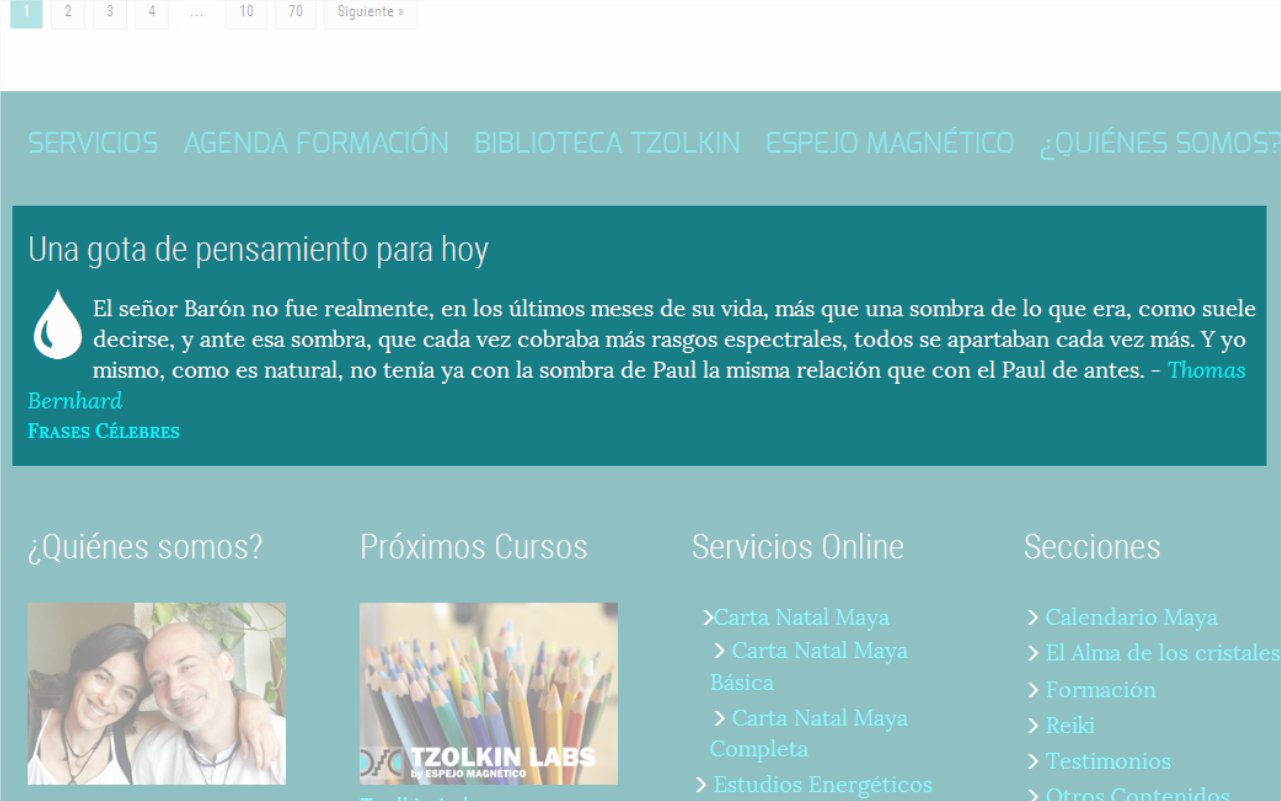 1 2 3 4 ... 10 70 Siguiente »
SERVICIOS AGENDA FORMACIÓN BIBLIOTECA TZOLKIN ESPEJO MAGNÉTICO ¿QUIÉNES SOMOS?
Una gota de pensamiento para hoy
El señor Barón no fue realmente, en los últimos meses de su vida, más que una sombra de lo que era, como suele
decirse, y ante esa sombra, que cada vez cobraba más rasgos espectrales, todos se apartaban cada vez más. Y yo
mismo, como es natural, no tenía ya con la sombra de Paul la misma relación que con el Paul de antes. - Thomas
Bernhard
FRASES CÉLEBRES
¿Quiénes somos?
Próximos Cursos
TZOLKIN LABS
by ESPEJO MAGNÉTICO
Servicios Online
Carta Natal Maya
Carta Natal Maya
Básica
Carta Natal Maya
Completa
Estudios Energéticos
Secciones
Calendario Maya
El Alma de los cristales
Formación
Reiki
Testimonios
Otros Contenidos